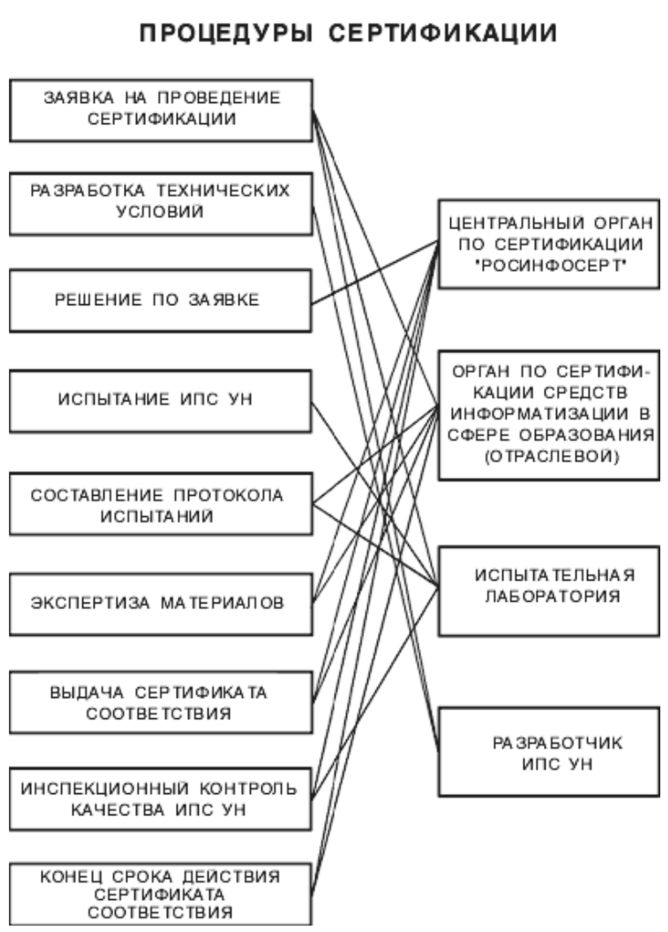 ПРОЦЕДУРЫ СЕРТИФИКАЦИИ
ЗАЯВКА НА ПРОВЕДЕНИЕ
СЕРТИФИКАЦИИ
РАЗРАБОТКА ТЕХНИЧЕСКИХ
УСЛОВИЙ
РЕШЕНИЕ ПО ЗАЯВКЕ
ИСПЫТАНИЕ ИПС УН
СОСТАВЛЕНИЕ ПРОТОКОЛА
ИСПЫТАНИЙ
ЭКСПЕРТИЗА МАТЕРИАЛОВ
ВЫДАЧА СЕРТИФИКАТА
СООТВЕТСТВИЯ
ИНСПЕКЦИОННЫЙ КОНТРОЛЬ
КАЧЕСТВА ИПС УН
КОНЕЦ СРОКА ДЕЙСТВИЯ
СЕРТИФИКАТА
СООТВЕТСТВИЯ
ЦЕНТРАЛЬНЫЙ ОРГАН
ПО СЕРТИФИКАЦИИ
"РОСИНФОСЕРТ"
ОРГАН ПО СЕРТИФИ-
КАЦИИ СРЕДСТВ
ИНФОРМАТИЗАЦИИ В
СФЕРЕ ОБРАЗОВАНИЯ
(ОТРАСЛЕВОЙ)
ИСПЫТАТЕЛЬНАЯ
ЛАБОРАТОРИЯ
РАЗРАБОТЧИК
ИПС УН